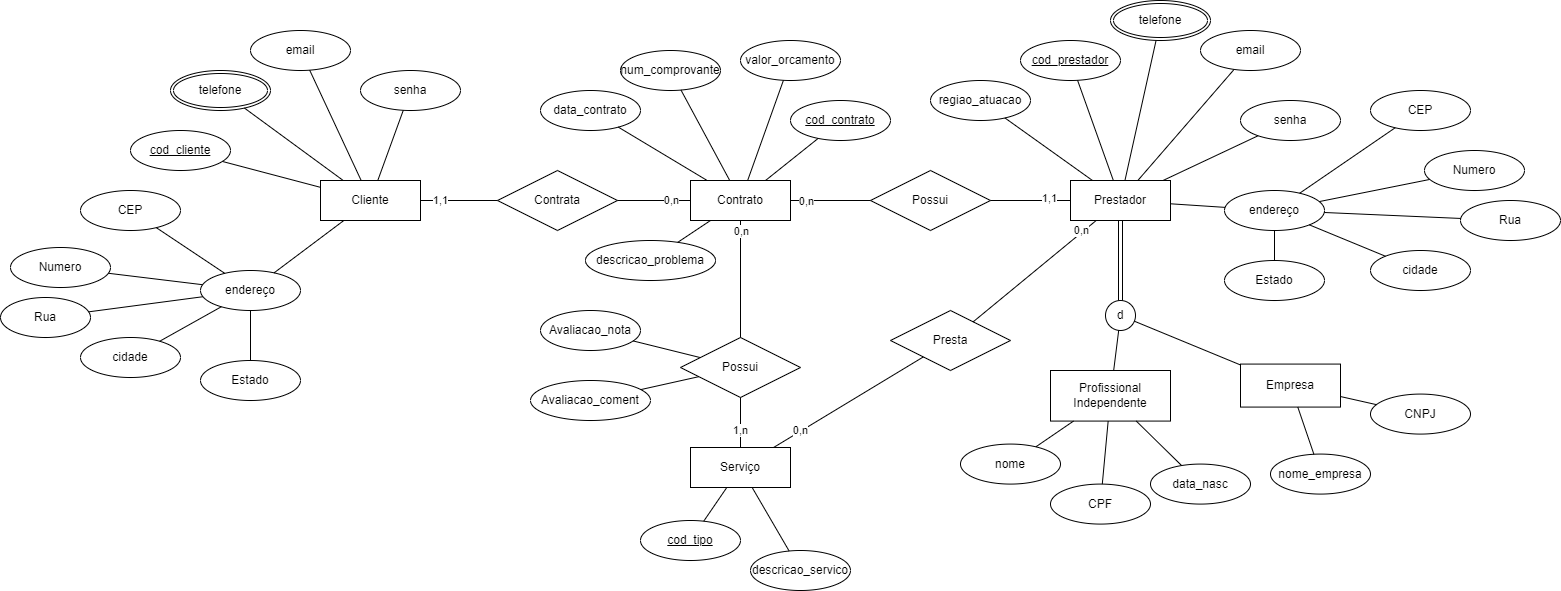 telefone
email
email
valor_orcamento
cod_prestador
num_comprovante
telefone
senha
regiao_atuacao
data_contrato
CEP
cod_contrato
senha
cod_cliente
Numero
Cliente
1,1
Contrata
0,n
Contrato
0,n
Possui
1,1
Prestador
endereço
CEP
Rua
0,n
0,n
descricao_problema
Numero
cidade
endereço
Estado
Rua
d
Avaliacao_nota
Presta
cidade
Possui
Estado
Profissional
Independente
Empresa
Avaliacao_coment
CNPJ
1,n
0,n
Serviço
nome
nome_empresa
data_nasc
CPF
cod_tipo
descricao_servico